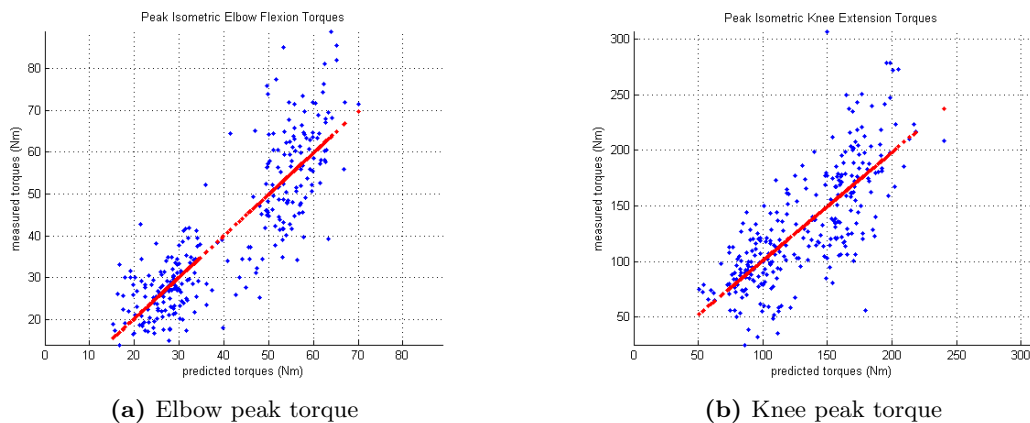 Peak Isometric Elbow Flexion Torques
80
70
60
50
40
30
20
measured torques (Nm)
0 10 20 30 40 50 60 70 80
predicted torques (Nm)
(a) Elbow peak torque
Peak Isometric Knee Extension Torques
300
250
200
150
100
50
measured torques (Nm)
0 50 100 150 200 250 300
predicted torques (Nm)
(b) Knee peak torque